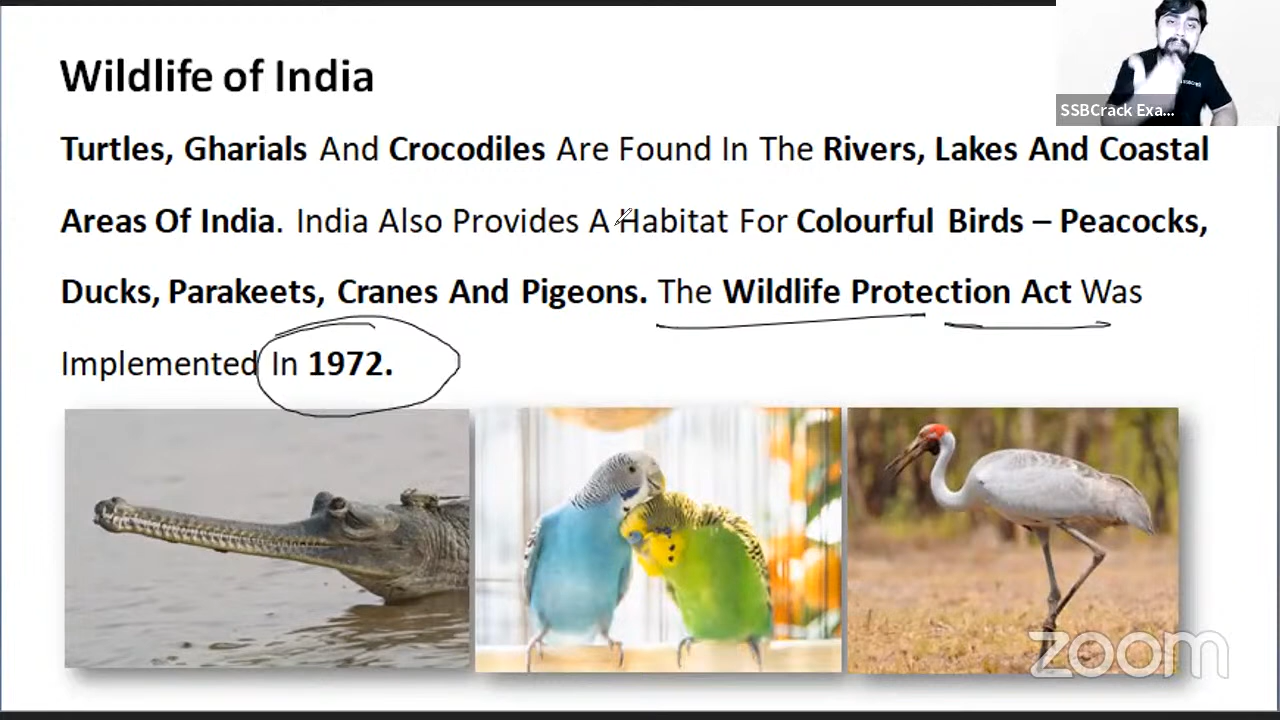 Wildlife of India
SSBCrack Exa...
Turtles, Gharials And Crocodiles Are Found In The Rivers, Lakes And Coastal
Areas Of India. India Also Provides A Habitat For Colourful Birds – Peacocks,
Ducks, Parakeets, Cranes And Pigeons. The Wildlife Protection Act Was
Implemented In 1972.
zoom